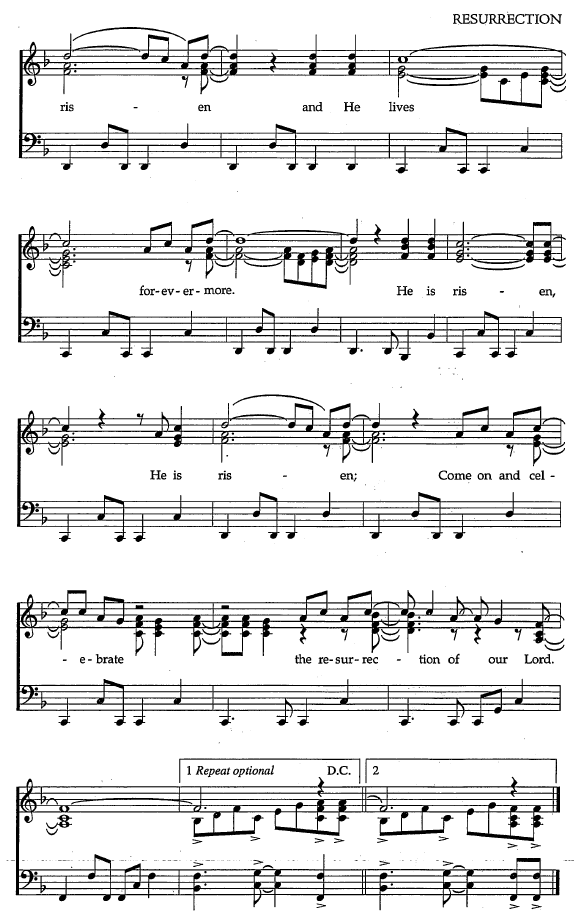 RESURRECTION
ris - en and He lives
for-ev-er-more. He is ris - en,
He is ris - en; Come on and cel-
- e-brate the re-sur-rec - tion of our Lord.
1 Repeat optional D.C. 2